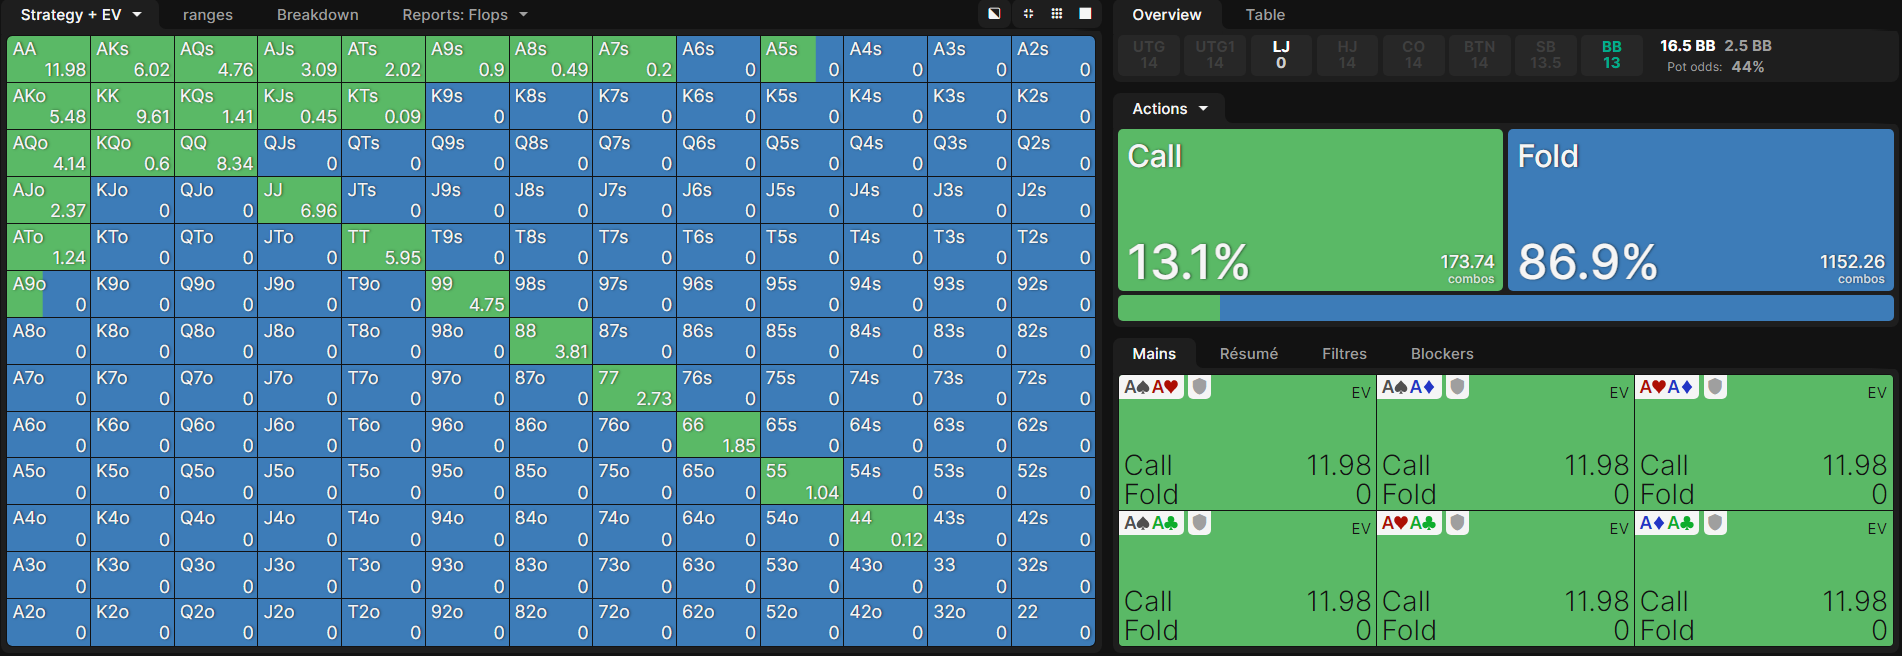 Strategy + EV ranges Breakdown Reports: Flops
AA AKs AQs AJs ATs A9s A8s A7s A6s A5s A4s A3s A2s
11.98 6.02 4.76 3.09 2.02 0.9 0.49 0.2 0 0 0 0 0
AKo KK KQs KJs KTs K9s K8s K7s K6s K5s K4s K3s K2s
5.48 9.61 1.41 0.45 0.09 0 0 0 0 0 0 0 0
AQo KQo QQ QJs QTs Q9s Q8s Q7s Q6s Q5s Q4s Q3s Q2s
4.14 0.6 8.34 0 0 0 0 0 0 0 0 0 0
AJo KJo QJo JJ JTs J9s J8s J7s J6s J5s J4s J3s J2s
2.37 0 0 6.96 0 0 0 0 0 0 0 0 0
ATo KTo QTo JTo TT T9s T8s T7s T6s T5s T4s T3s T2s
1.24 0 0 0 5.95 0 0 0 0 0 0 0 0
A9o K9o Q9o J9o T9o 99 98s 97s 96s 95s 94s 93s 92s
0 0 0 0 0 4.75 0 0 0 0 0 0 0
A8o K8o Q8o J8o T8o 98o 88 87s 86s 85s 84s 83s 82s
0 0 0 0 0 0 3.81 0 0 0 0 0 0
A7o K7o Q7o J7o T7o 97o 87o 77 76s 75s 74s 73s 72s
0 0 0 0 0 0 0 2.73 0 0 0 0 0
A6o K6o Q6o J6o T6o 96o 86o 76o 66 65s 64s 63s 62s
0 0 0 0 0 0 0 0 1.85 0 0 0 0
A5o K5o Q5o J5o T5o 95o 85o 75o 65o 55 54s 53s 52s
0 0 0 0 0 0 0 0 0 1.04 0 0 0
A4o K4o Q4o J4o T4o 94o 84o 74o 64o 54o 44 43s 42s
0 0 0 0 0 0 0 0 0 0 0.12 0 0
A3o K3o Q3o J3o T3o 93o 83o 73o 63o 53o 43o 33 32s
0 0 0 0 0 0 0 0 0 0 0 0 0
A2o K2o Q2o J2o T2o 92o 82o 72o 62o 52o 42o 32o 22
0 0 0 0 0 0 0 0 0 0 0 0 0
Overview Table
UTG UTG1 LJ HJ CO BTN SB BB
14 14 0 14 14 14 13.5 13
16.5 BB 2.5 BB
Pot odds: 44%
Actions
Call Fold
13.1% 173.74 combos 86.9% 1152.26 combos
Mains Résumé Filtres Blockers
A♠A♥ EV A♠A♦ EV A♥A♦ EV
Call 11.98 Call 11.98 Call 11.98
Fold 0 Fold 0 Fold 0
A♠A♣ EV A♥A♣ EV A♦A♣ EV
Call 11.98 Call 11.98 Call 11.98
Fold 0 Fold 0 Fold 0